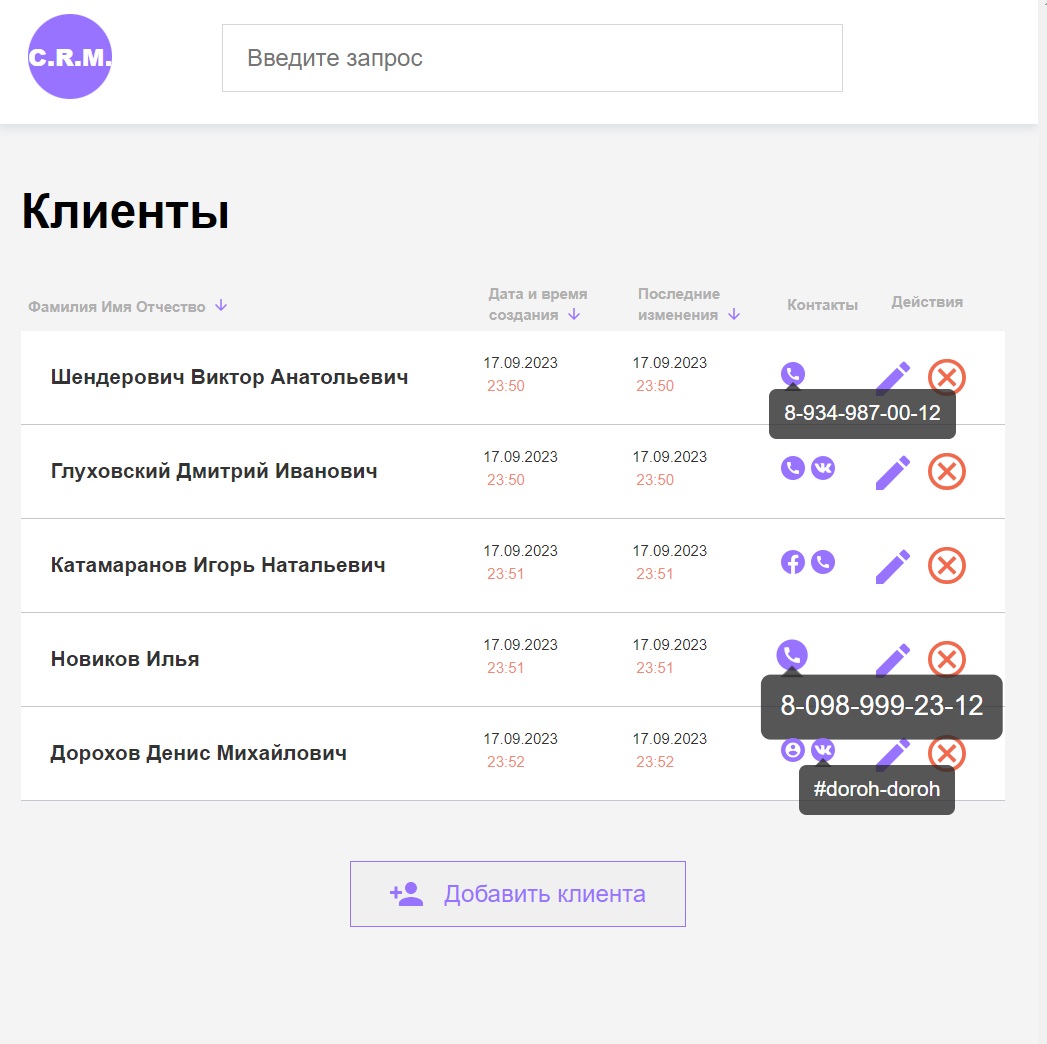 C.R.M.
Введите запрос
Клиенты
Фамилия Имя Отчество
Дата и время
создания
Последние
изменения
Контакты
Действия
Шендерович Виктор Анатольевич
17.09.2023
23:50
17.09.2023
23:50
8-934-987-00-12
Глуховский Дмитрий Иванович
17.09.2023
23:50
17.09.2023
23:50
Катамаранов Игорь Натальевич
17.09.2023
23:51
17.09.2023
23:51
Новиков Илья
17.09.2023
23:51
17.09.2023
23:51
8-098-999-23-12
Дорохов Денис Михайлович
17.09.2023
23:52
17.09.2023
23:52
#doroh-doroh
Добавить клиента